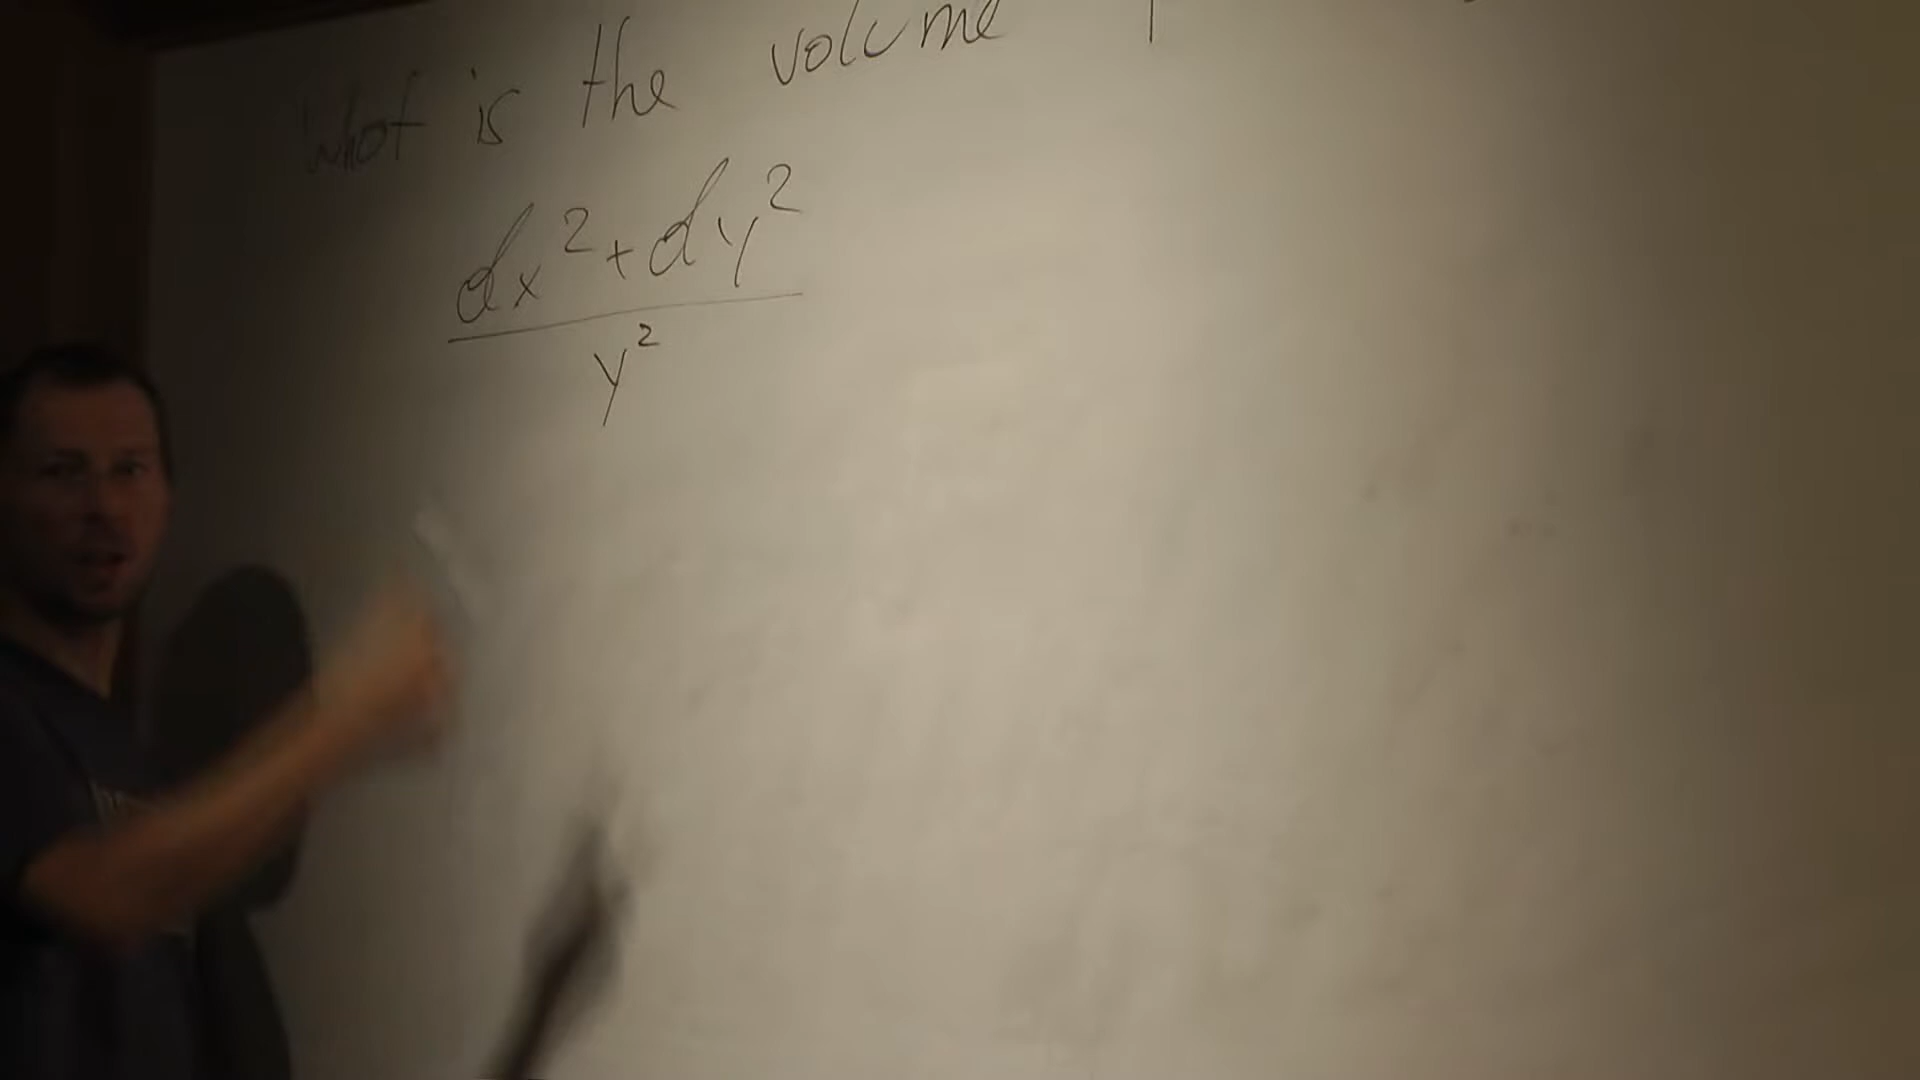 What is the volume
dx²+dy²
y²